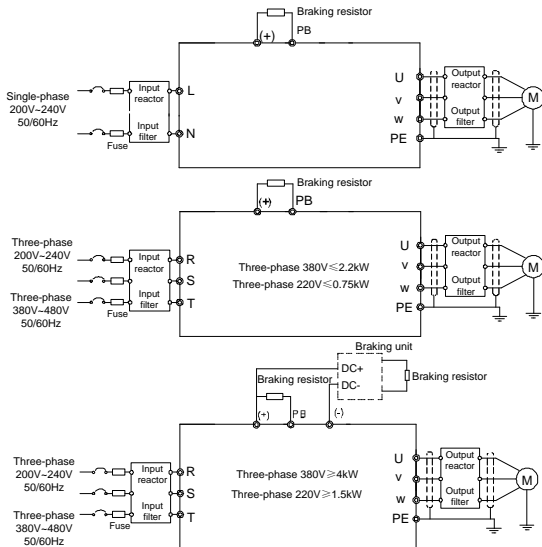 Braking resistor
(+)
PB
Single-phase
200V~240V
50/60Hz
Input
reactor
Input
filter
Fuse
L
N
U
v
w
PE
Output
reactor
Output
filter
M
Braking resistor
(+)
PB
Three-phase
200V~240V
50/60Hz
Three-phase
380V~480V
50/60Hz
Input
reactor
Input
filter
Fuse
R
S
T
Three-phase 380V≤2.2kW
Three-phase 220V≤0.75kW
U
v
w
PE
Output
reactor
Output
filter
M
Braking unit
DC+
DC-
Braking resistor
Braking resistor
(+)
PB
(-)
Three-phase
200V~240V
50/60Hz
Three-phase
380V~480V
50/60Hz
Input
reactor
Input
filter
Fuse
R
S
T
Three-phase 380V≥4kW
Three-phase 220V≥1.5kW
U
v
w
PE
Output
reactor
Output
filter
M